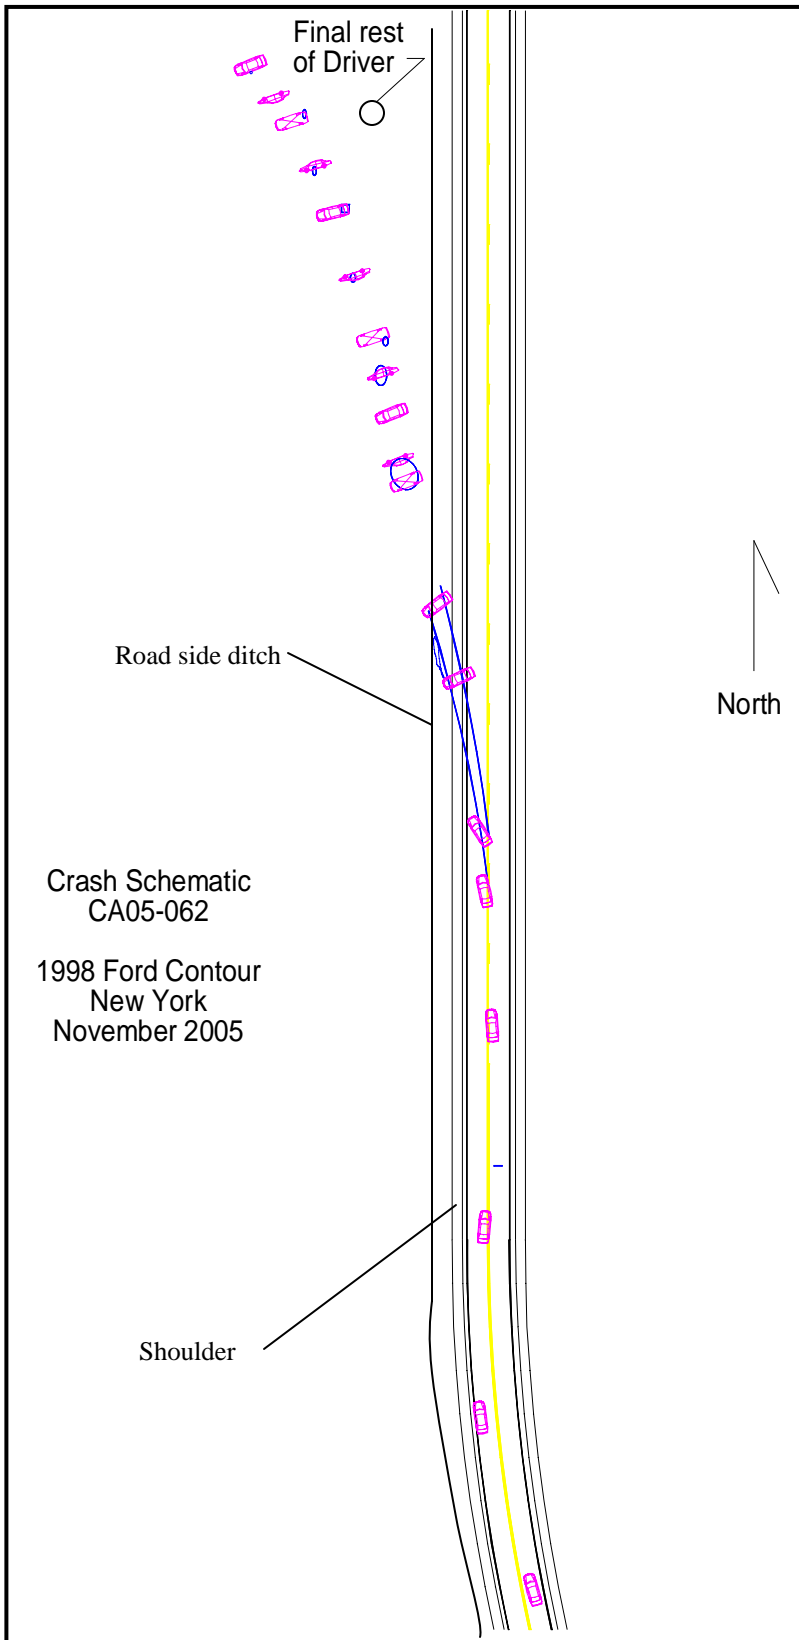 Final rest
of Driver
Road side ditch
North
Crash Schematic
CA05-062
1998 Ford Contour
New York
November 2005
Shoulder